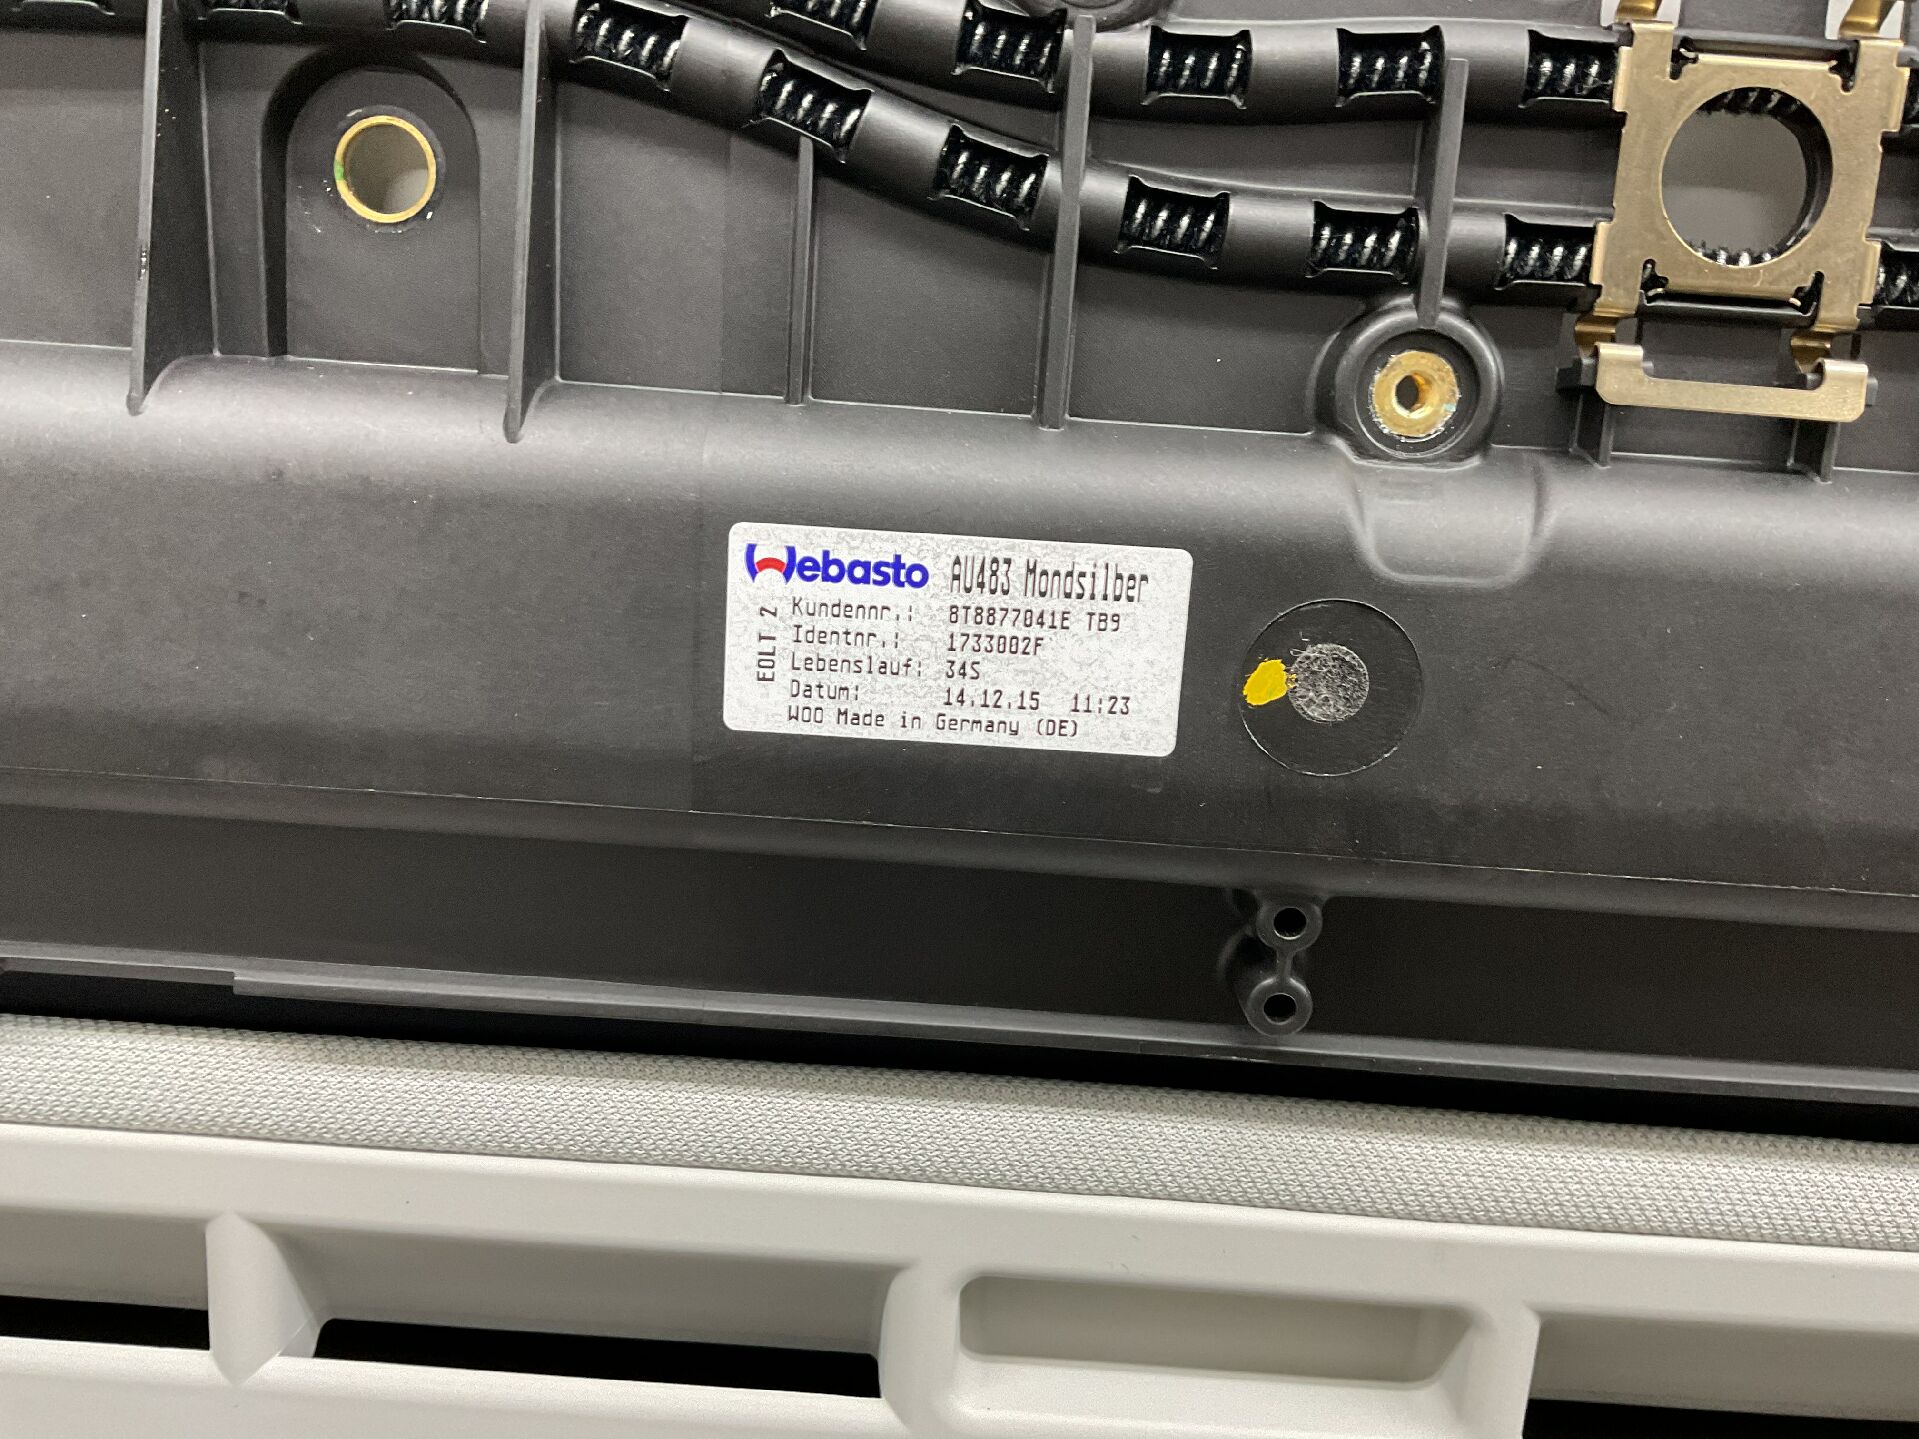 Webasto AU483 Mondsilber
EOLT 2
Kundennr.: 8T8877041E TB9
Identnr.: 1733002F
Lebenslauf: 34S
Datum: 14.12.15 11:23
WOO Made in Germany (DE)